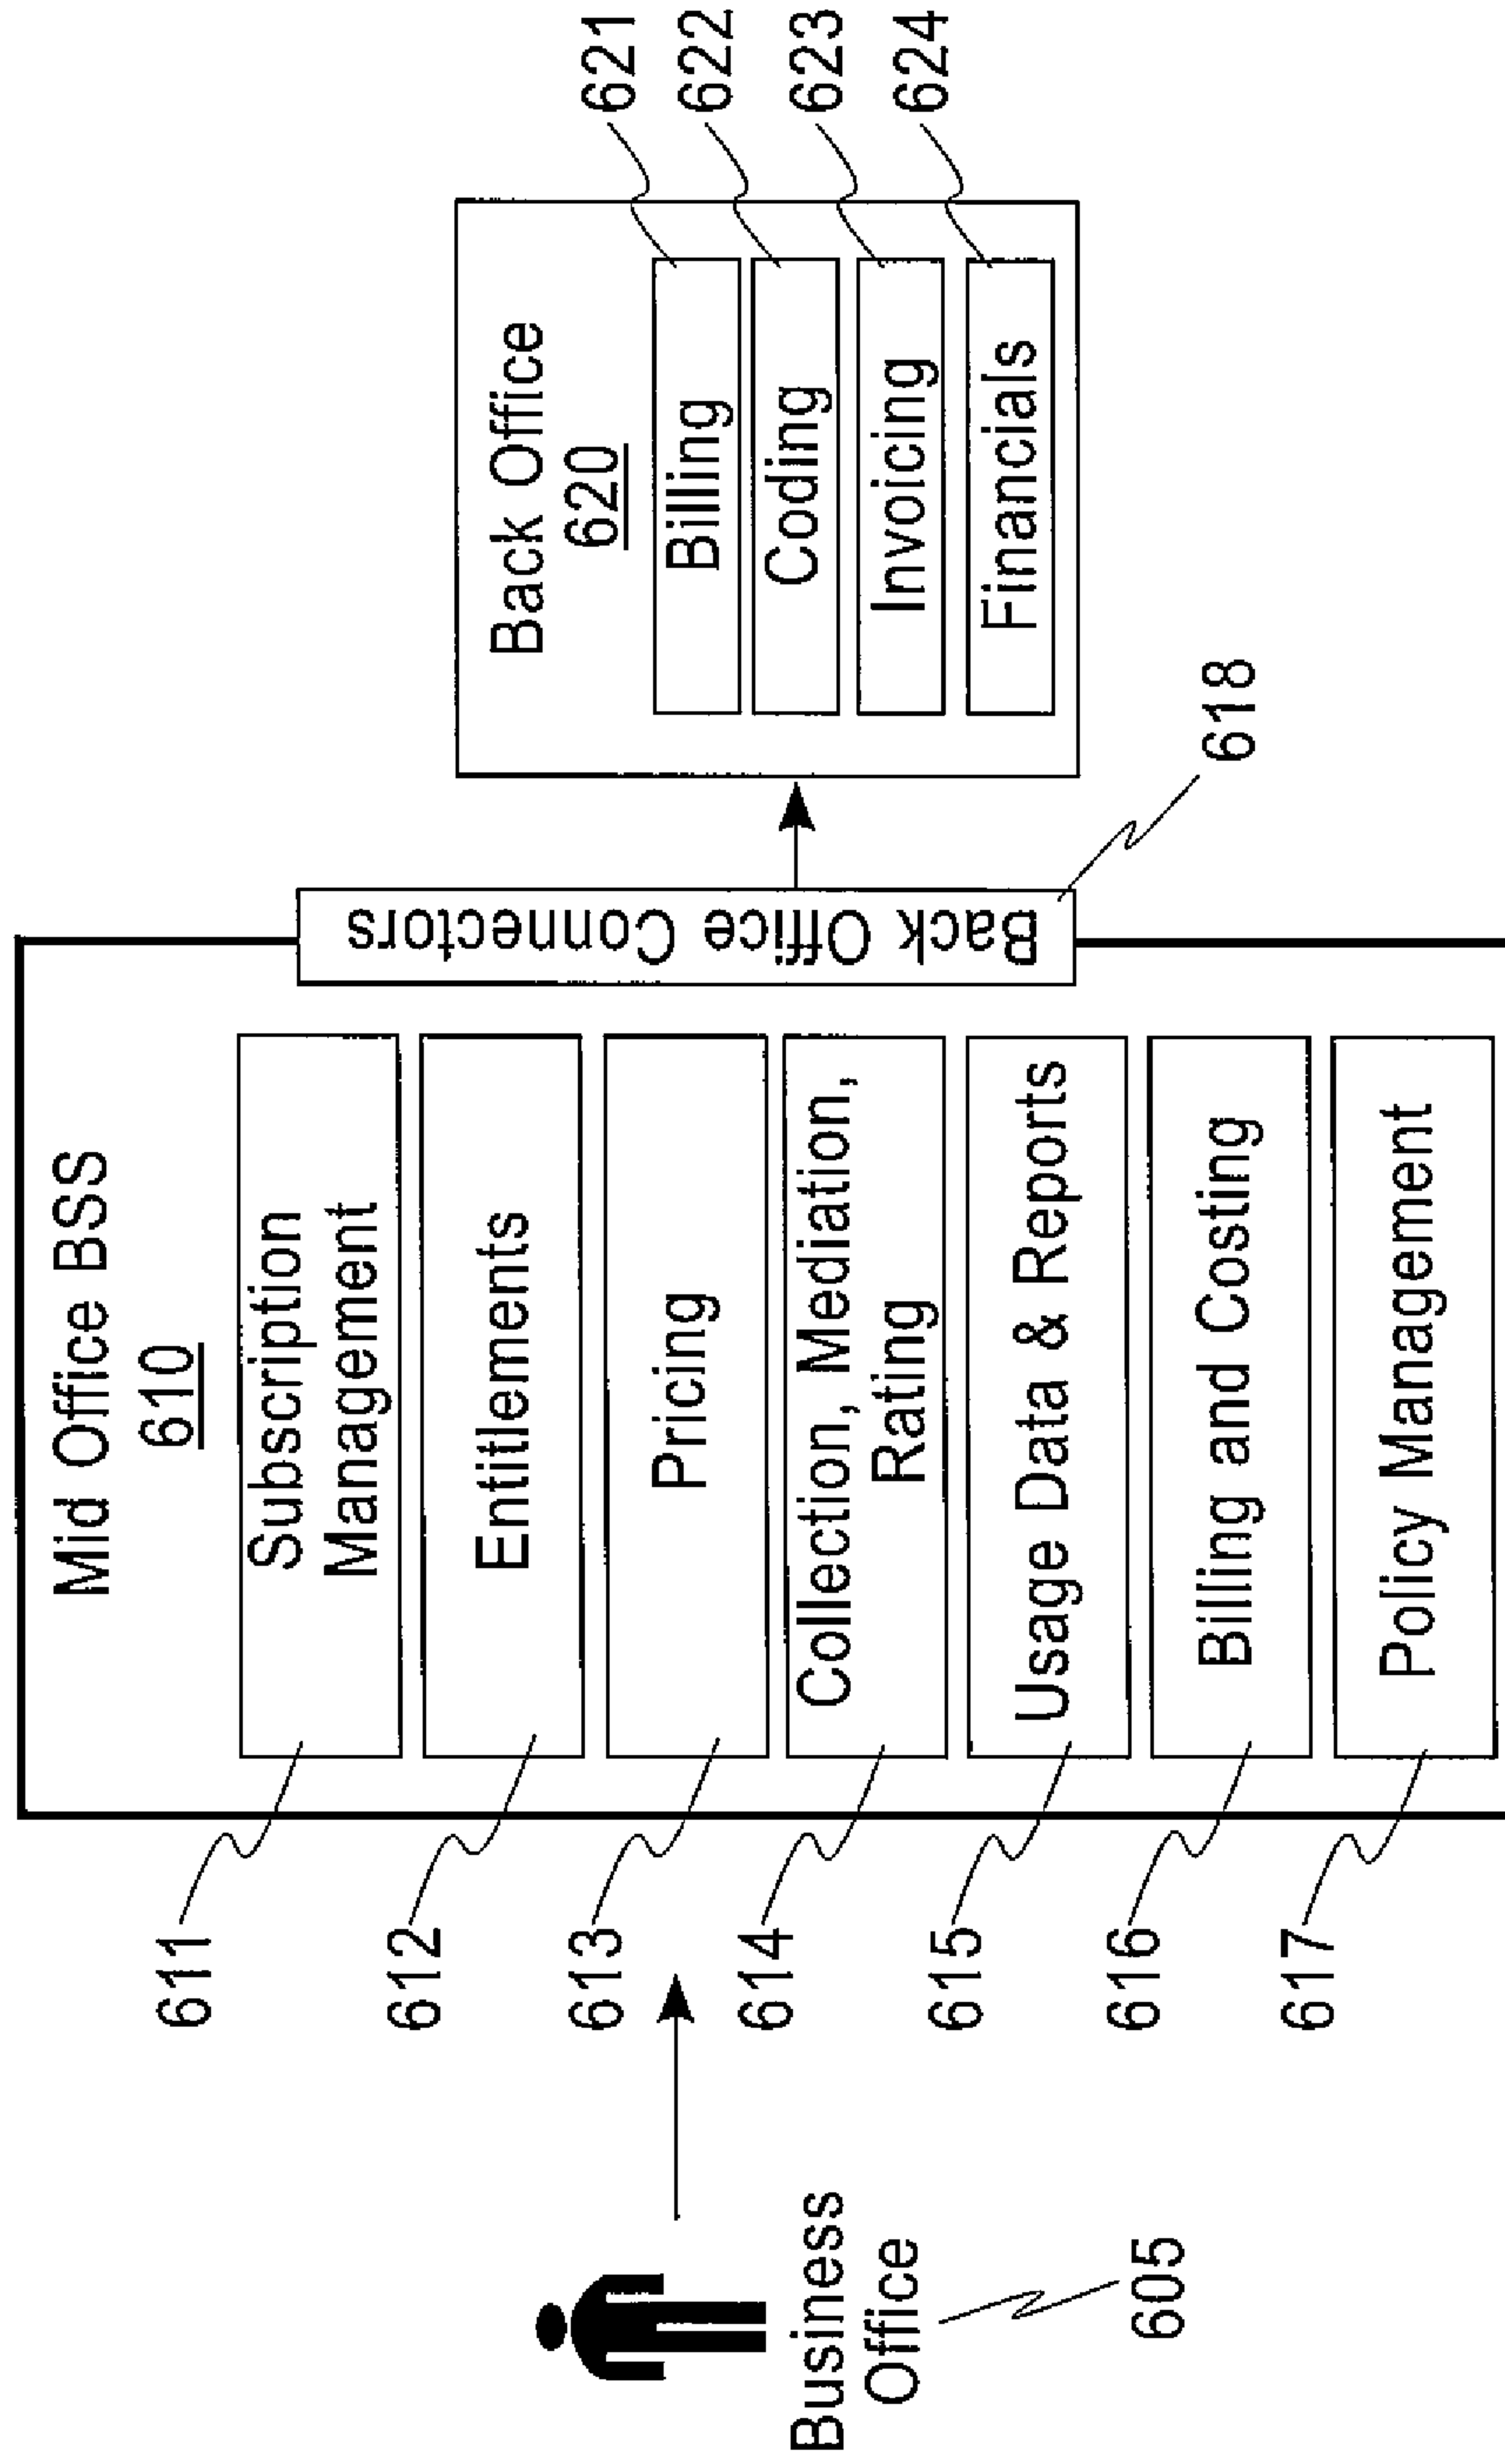 Business
Office
605
Mid Office BSS
610
611
Subscription
Management
612
Entitlements
613
Pricing
614
Collection, Mediation,
Rating
615
Usage Data & Reports
616
Billing and Costing
617
Policy Management
Back Office Connectors
618
Back Office
620
Billing
621
Coding
622
Invoicing
623
Financials
624